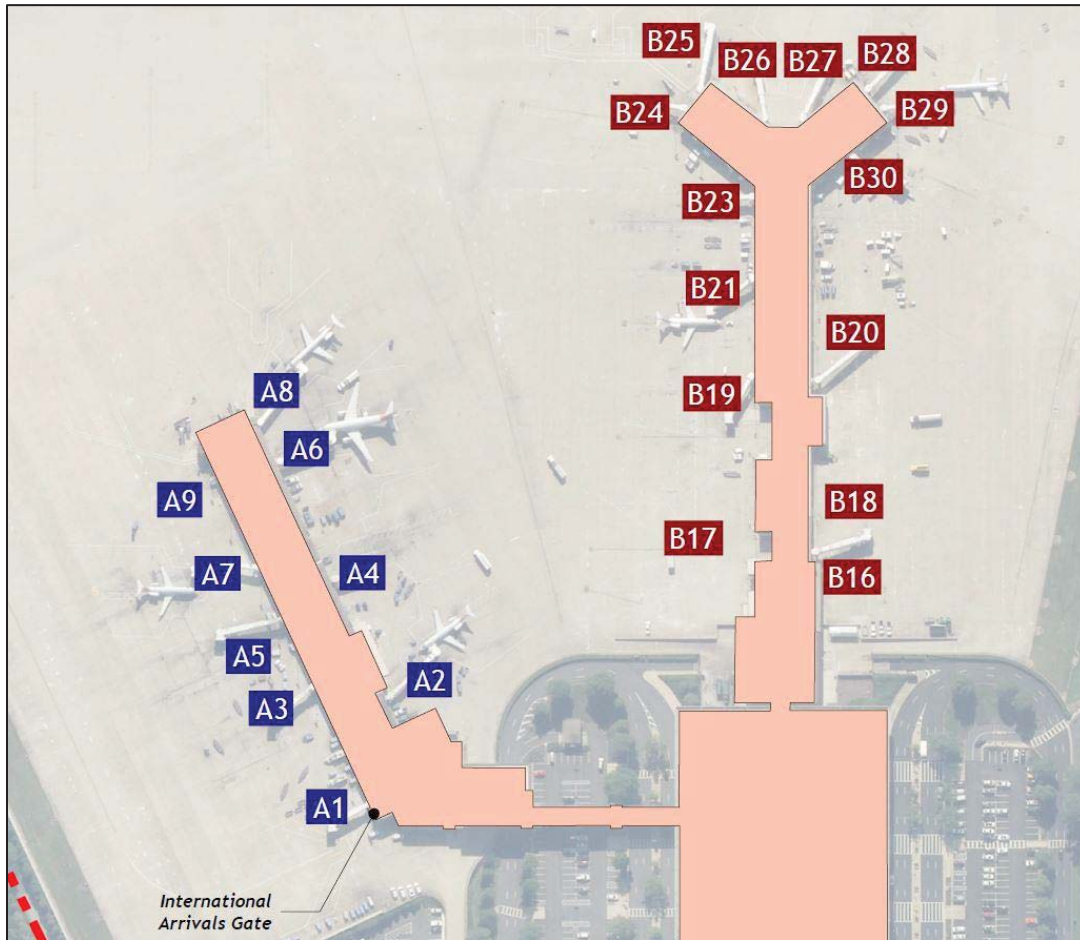 B25
B26
B27
B28
B24
B29
B30
B23
B21
B20
B19
A8
A6
A9
B18
B17
A7
A4
B16
A5
A2
A3
A1
International
Arrivals Gate